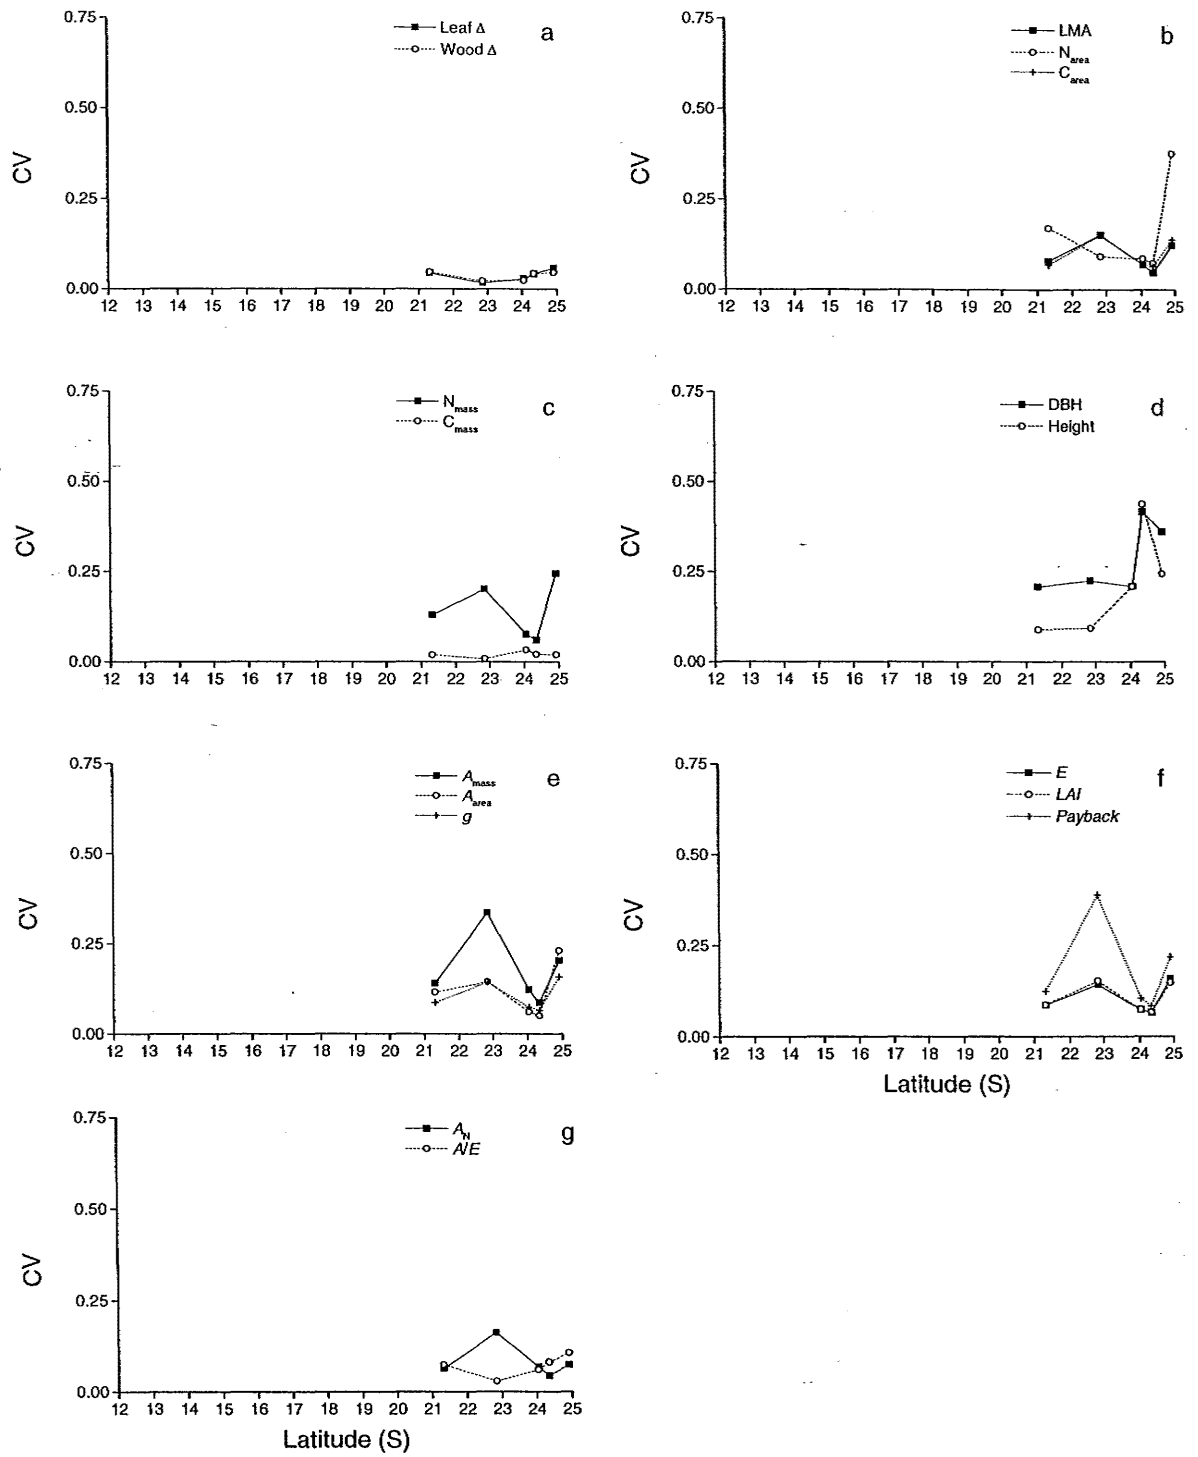 0.75
0.50
0.25
0.00
CV
Leaf Δ
Wood Δ
a
12 13 14 15 16 17 18 19 20 21 22 23 24 25
0.75
0.50
0.25
0.00
CV
LMA
N area
C area
b
12 13 14 15 16 17 18 19 20 21 22 23 24 25
0.75
0.50
0.25
0.00
CV
N mass
C mass
c
12 13 14 15 16 17 18 19 20 21 22 23 24 25
0.75
0.50
0.25
0.00
CV
DBH
Height
d
12 13 14 15 16 17 18 19 20 21 22 23 24 25
0.75
0.50
0.25
0.00
CV
A mass
A area
g
e
12 13 14 15 16 17 18 19 20 21 22 23 24 25
0.75
0.50
0.25
0.00
CV
E
LAI
Payback
f
12 13 14 15 16 17 18 19 20 21 22 23 24 25
Latitude (S)
0.75
0.50
0.25
0.00
CV
A N
A/E
g
12 13 14 15 16 17 18 19 20 21 22 23 24 25
Latitude (S)